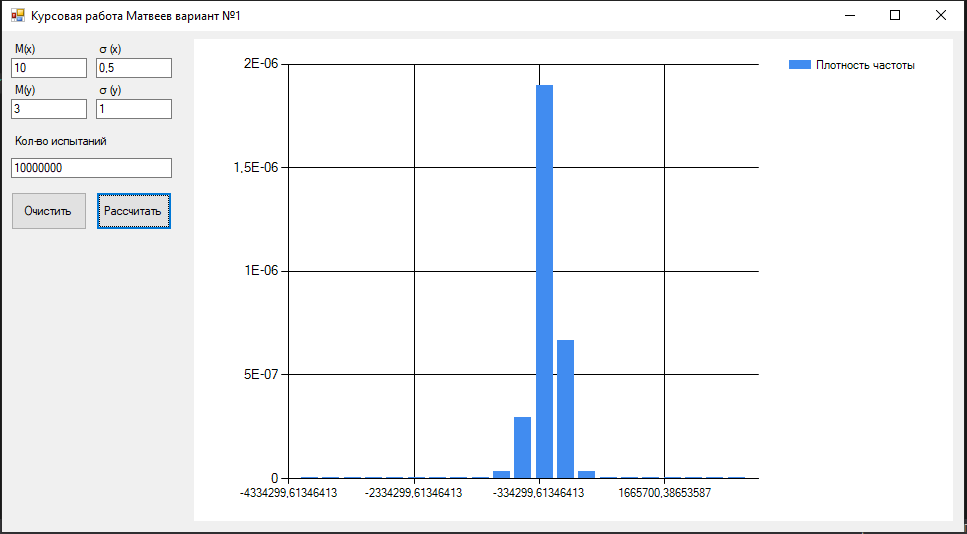 Курсовая работа Матвеев вариант №1
M(x) σ (x)
10 0,5
M(y) σ (y)
3 1
Кол-во испытаний
10000000
Очистить Рассчитать
2E-06
1,5E-06
1E-06
5E-07
0
-4334299,61346413 -2334299,61346413 -334299,61346413 1665700,38653587
Плотность частоты